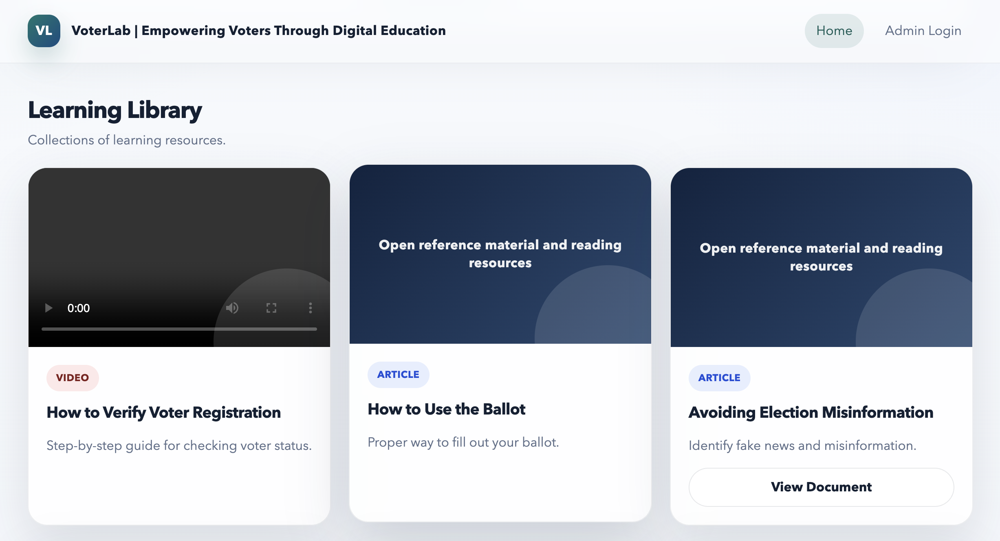 VL
VoterLab | Empowering Voters Through Digital Education
Home
Admin Login
Learning Library
Collections of learning resources.
0:00
VIDEO
How to Verify Voter Registration
Step-by-step guide for checking voter status.
Open reference material and reading
resources
ARTICLE
How to Use the Ballot
Proper way to fill out your ballot.
Open reference material and reading
resources
ARTICLE
Avoiding Election Misinformation
Identify fake news and misinformation.
View Document